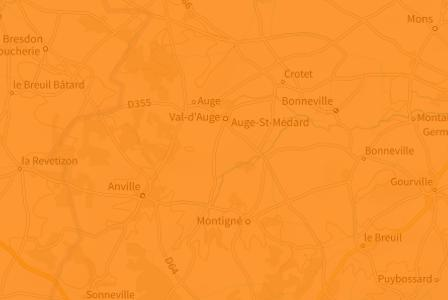 Mons
Bresdon
oucherie
Crotet
le Breuil Bâtard
D355
Auge
Bonneville
Val-d'Auge
Auge-St-Médard
Montai
Germ
Bonneville
la Revetizon
Gourville
Anville
Montigné
le Breuil
D64
Puybossard
Sonneville